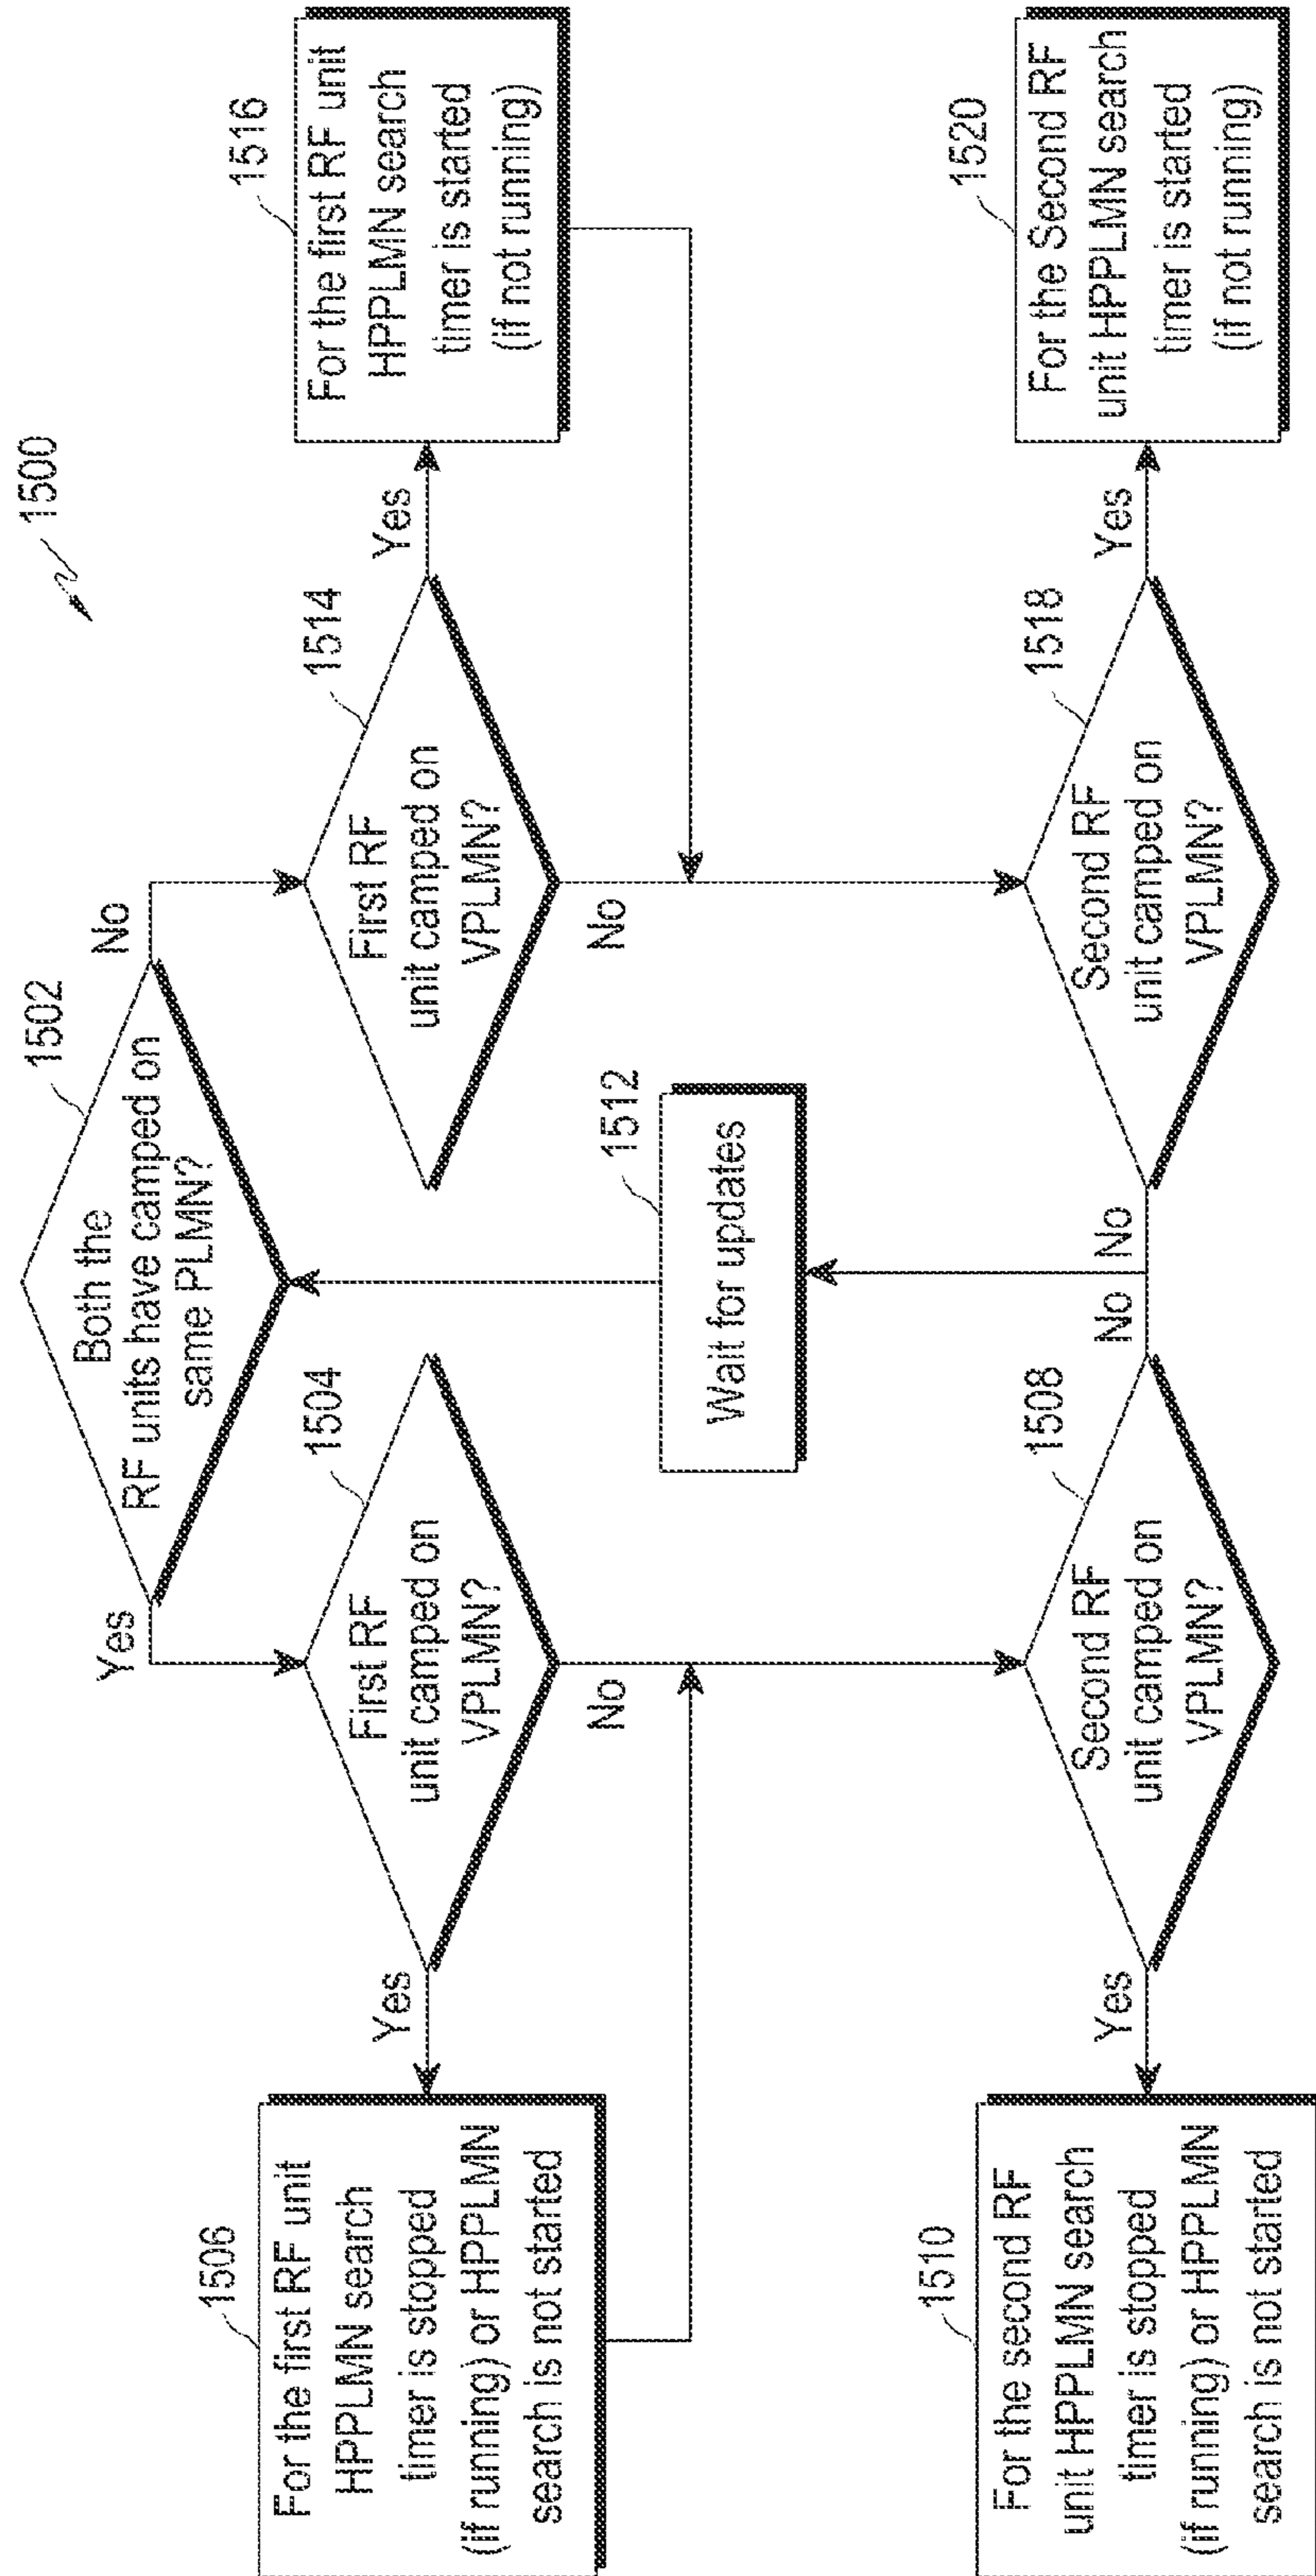 1500
1502
Both the
RF units have camped on
same PLMN?
Yes
No
1504
First RF
unit camped on
VPLMN?
Yes
No
1506
For the first RF unit
HPPLMN search
timer is stopped
(if running) or HPPLMN
search is not started
1514
First RF
unit camped on
VPLMN?
Yes
No
1516
For the first RF unit
HPPLMN search
timer is started
(if not running)
1512
Wait for updates
1508
Second RF
unit camped on
VPLMN?
Yes
No
1510
For the second RF
unit HPPLMN search
timer is stopped
(if running) or HPPLMN
search is not started
1518
Second RF
unit camped on
VPLMN?
No
Yes
1520
For the Second RF
unit HPPLMN search
timer is started
(if not running)